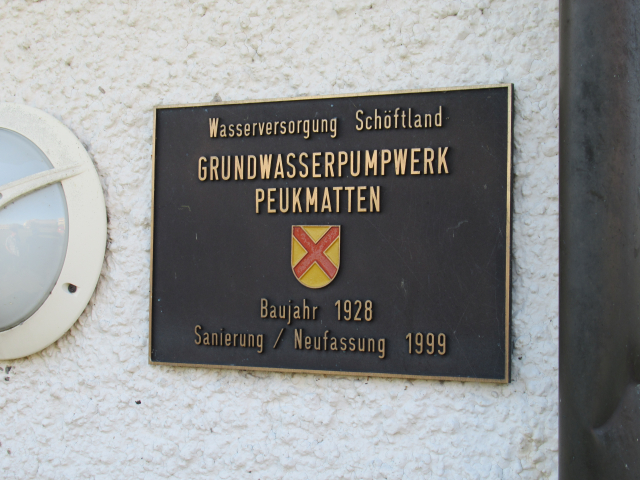 Wasserversorgung Schöftland
GRUNDWASSERPUMPWERK
PEUKMATTEN
Baujahr 1928
Sanierung / Neufassung 1999